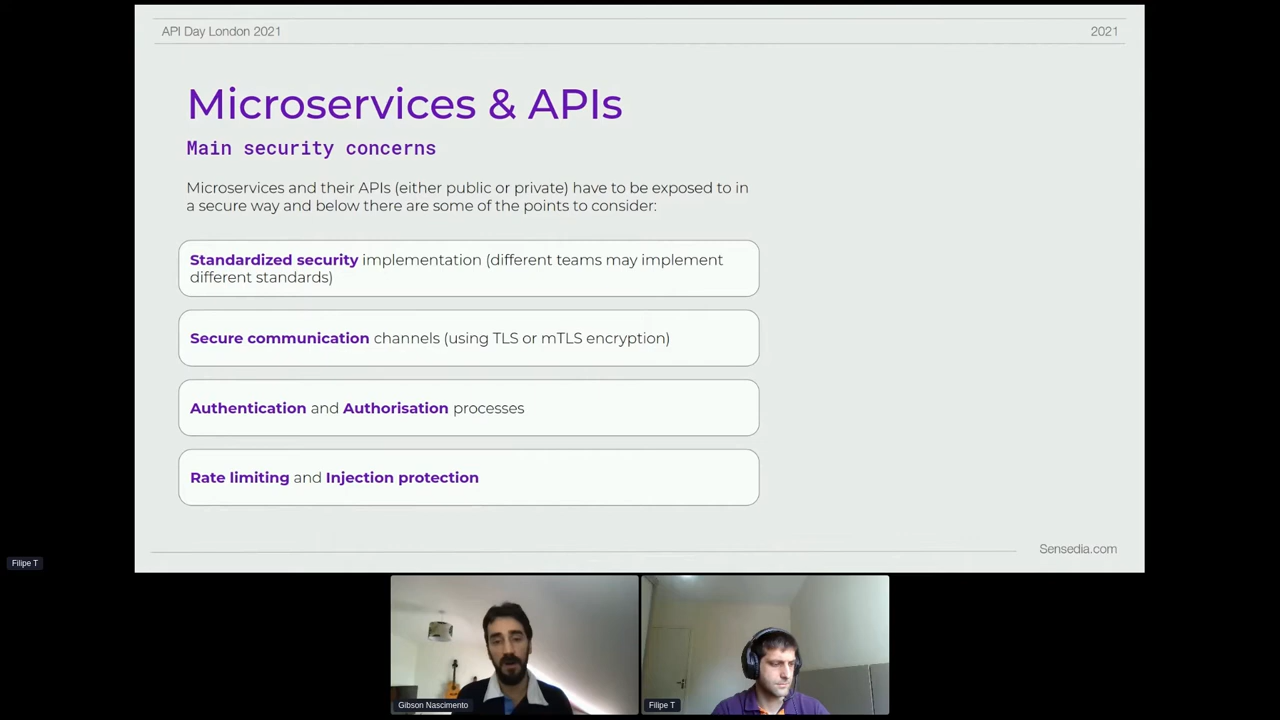 API Day London 2021
2021
Microservices & APIs
Main security concerns
Microservices and their APIs (either public or private) have to be exposed to in
a secure way and below there are some of the points to consider:
Standardized security implementation (different teams may implement
different standards)
Secure communication channels (using TLS or mTLS encryption)
Authentication and Authorisation processes
Rate limiting and Injection protection
Sensedia.com
Filipe T
Gibson Nascimento
Filipe T